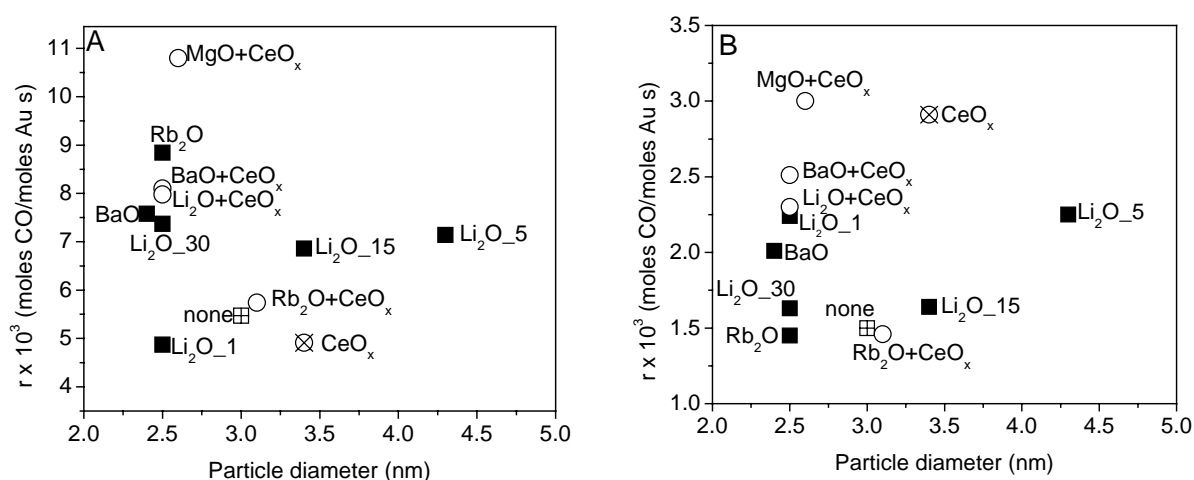 A
r x 10³ (moles CO/moles Au s)
11
10
9
8
7
6
5
4
MgO+CeOₓ
Rb₂O
BaO+CeOₓ
Li₂O+CeOₓ
BaO
Li₂O_30
Li₂O_15
Li₂O_5
Rb₂O+CeOₓ
none
Li₂O_1
CeOₓ
2.0 2.5 3.0 3.5 4.0 4.5 5.0
Particle diameter (nm)
B
r x 10³ (moles CO/moles Au s)
3.5
3.0
2.5
2.0
1.5
1.0
MgO+CeOₓ
CeOₓ
BaO+CeOₓ
Li₂O+CeOₓ
Li₂O_1
Li₂O_5
BaO
Li₂O_30
none
Li₂O_15
Rb₂O
Rb₂O+CeOₓ
2.0 2.5 3.0 3.5 4.0 4.5 5.0
Particle diameter (nm)